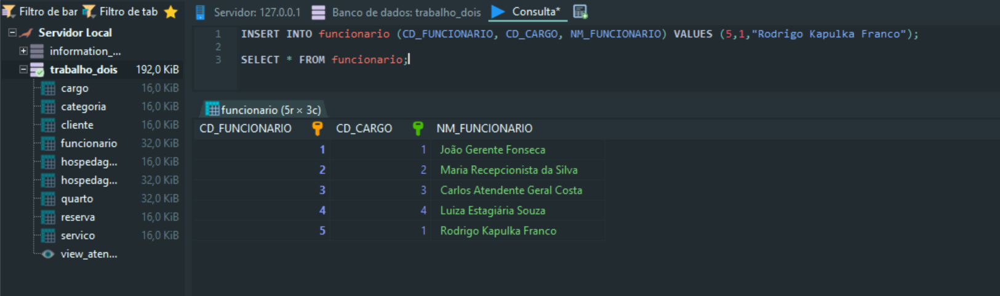 Filtro de bar Filtro de tab Servidor: 127.0.0.1 Banco de dados: trabalho_dois Consulta*
Servidor Local
information_...
trabalho_dois 192,0 KiB
cargo 16,0 KiB
categoria 16,0 KiB
cliente 16,0 KiB
funcionario 32,0 KiB
hospedag... 16,0 KiB
hospedag... 32,0 KiB
quarto 32,0 KiB
reserva 16,0 KiB
servico 16,0 KiB
view_aten...
1 INSERT INTO funcionario (CD_FUNCIONARIO, CD_CARGO, NM_FUNCIONARIO) VALUES (5,1,"Rodrigo Kapulka Franco");
2
3 SELECT * FROM funcionario;
funcionario (5r × 3c)
CD_FUNCIONARIO CD_CARGO NM_FUNCIONARIO
1 1 João Gerente Fonseca
2 2 Maria Recepcionista da Silva
3 3 Carlos Atendente Geral Costa
4 4 Luiza Estagiária Souza
5 1 Rodrigo Kapulka Franco